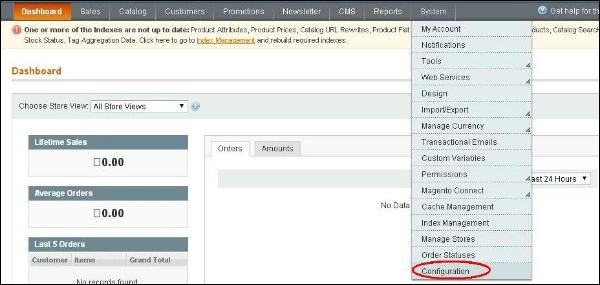 Dashboard Sales Catalog Customers Promotions Newsletter CMS Reports System Get help for th
One or more of the Indexes are not up to date: Product Attributes, Product Prices, Catalog URL Rewrites, Product Flat
ducts, Catalog Search
Stock Status, Tag Aggregation Data. Click here to go to Index Management and rebuild required indexes.
My Account
Notifications
Tools
Web Services
Design
Import/Export
Manage Currency
Transactional Emails
Custom Variables
Permissions
Magento Connect
Cache Management
Index Management
Manage Stores
Order Statuses
Configuration
Dashboard
Choose Store View: All Store Views
Lifetime Sales
0.00
Average Orders
0.00
Last 5 Orders
Customer Items Grand Total
No records found
Orders Amounts
ast 24 Hours
No Data